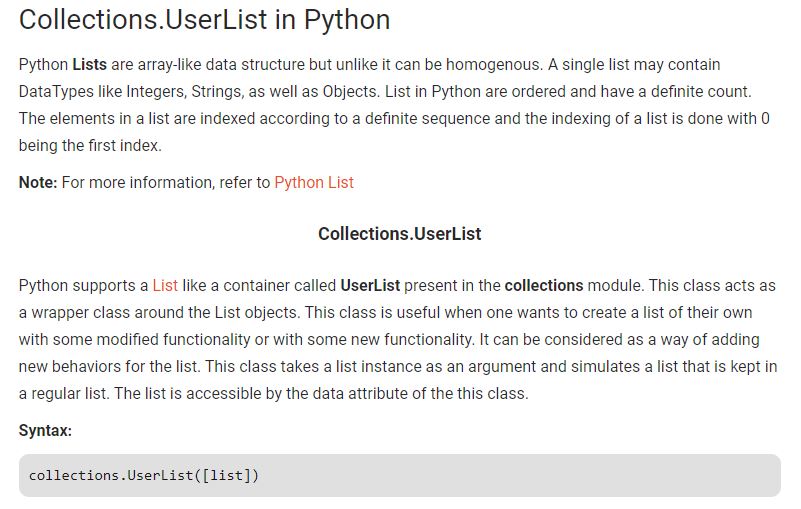 Collections.UserList in Python
Python Lists are array-like data structure but unlike it can be homogenous. A single list may contain
DataTypes like Integers, Strings, as well as Objects. List in Python are ordered and have a definite count.
The elements in a list are indexed according to a definite sequence and the indexing of a list is done with 0
being the first index.
Note: For more information, refer to Python List
Collections.UserList
Python supports a List like a container called UserList present in the collections module. This class acts as
a wrapper class around the List objects. This class is useful when one wants to create a list of their own
with some modified functionality or with some new functionality. It can be considered as a way of adding
new behaviors for the list. This class takes a list instance as an argument and simulates a list that is kept in
a regular list. The list is accessible by the data attribute of the this class.
Syntax:
collections.UserList([list])